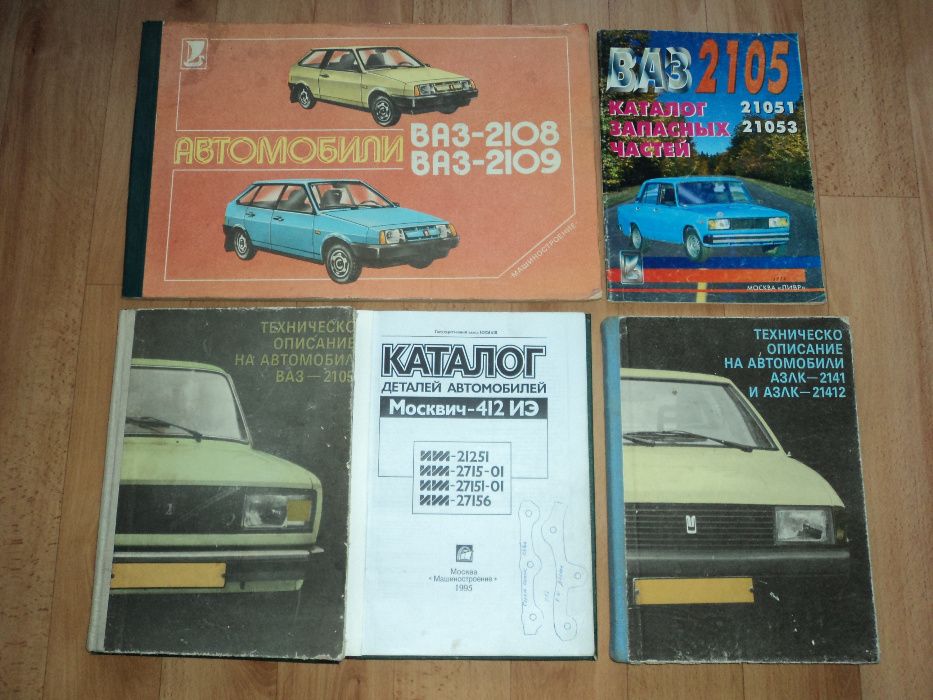 АВТОМОБИЛИ
ВАЗ-2108
ВАЗ-2109
МАШИНОСТРОЕНИЕ
ВАЗ 2105
КАТАЛОГ 21051
ЗАПАСНЫХ 21053
ЧАСТЕЙ
МОСКВА «ЛИВР»
ТЕХНИЧЕСКО
ОПИСАНИЕ
НА АВТОМОБИЛ
ВАЗ—2105
КАТАЛОГ
ДЕТАЛЕЙ АВТОМОБИЛЕЙ
Москвич-412 ИЭ
ИЖ-21251
ИЖ-2715-01
ИЖ-27151-01
ИЖ-27156
Москва
«Машиностроение»
1995
ТЕХНИЧЕСКО
ОПИСАНИЕ
НА АВТОМОБИЛИ
АЗЛК—2141
И АЗЛК—21412